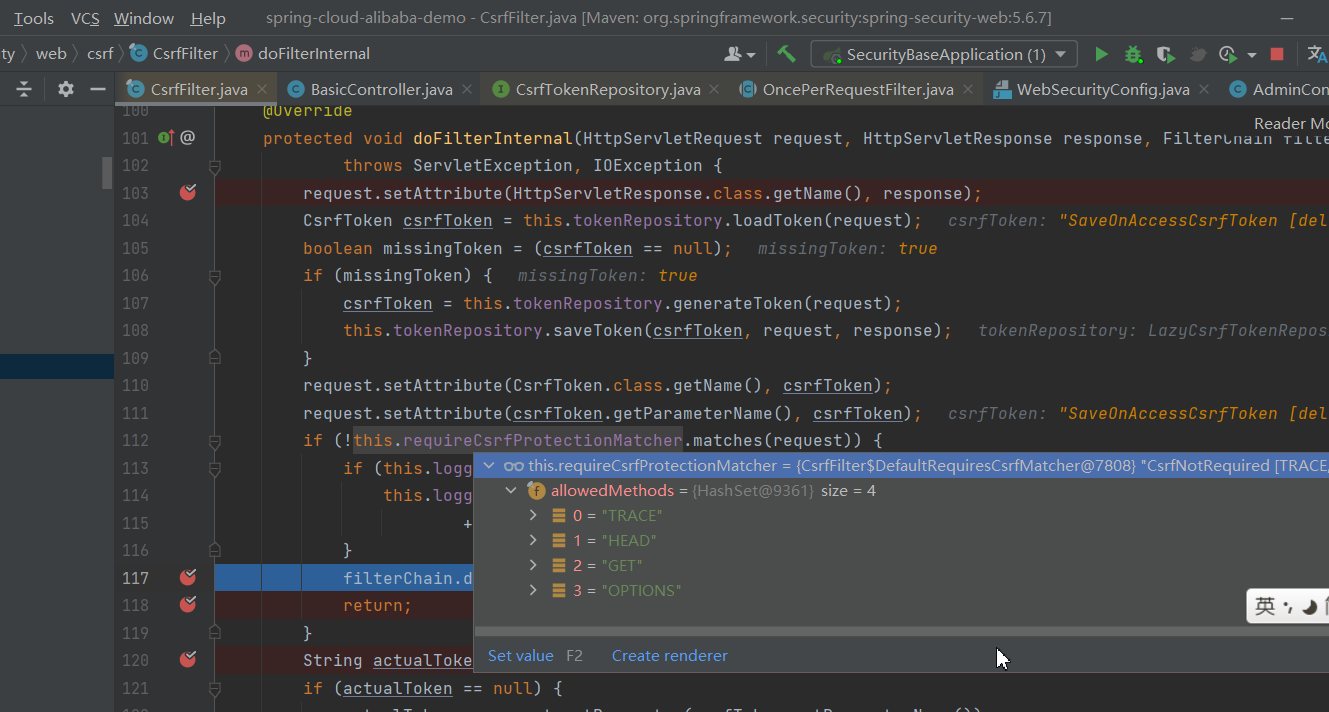 Tools VCS Window Help spring-cloud-alibaba-demo - CsrfFilter.java [Maven: org.springframework.security:spring-security-web:5.6.7]
ty web csrf CsrfFilter m doFilterInternal SecurityBaseApplication (1)
CsrfFilter.java BasicController.java CsrfTokenRepository.java OncePerRequestFilter.java WebSecurityConfig.java AdminCon
Reader Mo
100 @Override
101 protected void doFilterInternal(HttpServletRequest request, HttpServletResponse response, FilterChain filte
102 throws ServletException, IOException {
103 request.setAttribute(HttpServletResponse.class.getName(), response);
104 CsrfToken csrfToken = this.tokenRepository.loadToken(request); csrfToken: "SaveOnAccessCsrfToken [del
105 boolean missingToken = (csrfToken == null); missingToken: true
106 if (missingToken) { missingToken: true
107 csrfToken = this.tokenRepository.generateToken(request);
108 this.tokenRepository.saveToken(csrfToken, request, response); tokenRepository: LazyCsrfTokenRepos
109 }
110 request.setAttribute(CsrfToken.class.getName(), csrfToken);
111 request.setAttribute(csrfToken.getParameterName(), csrfToken); csrfToken: "SaveOnAccessCsrfToken [del
112 if (!this.requireCsrfProtectionMatcher.matches(request)) {
113 if (this.logg
this.requireCsrfProtectionMatcher = {CsrfFilter$DefaultRequiresCsrfMatcher@7808} "CsrfNotRequired [TRACE,
f allowedMethods = {HashSet@9361} size = 4
114 this.logg
0 = "TRACE"
115 +
1 = "HEAD"
116 }
2 = "GET"
117 filterChain.d
3 = "OPTIONS"
118 return;
英
119 }
120 String actualToke
Set value F2 Create renderer
121 if (actualToken == null) {